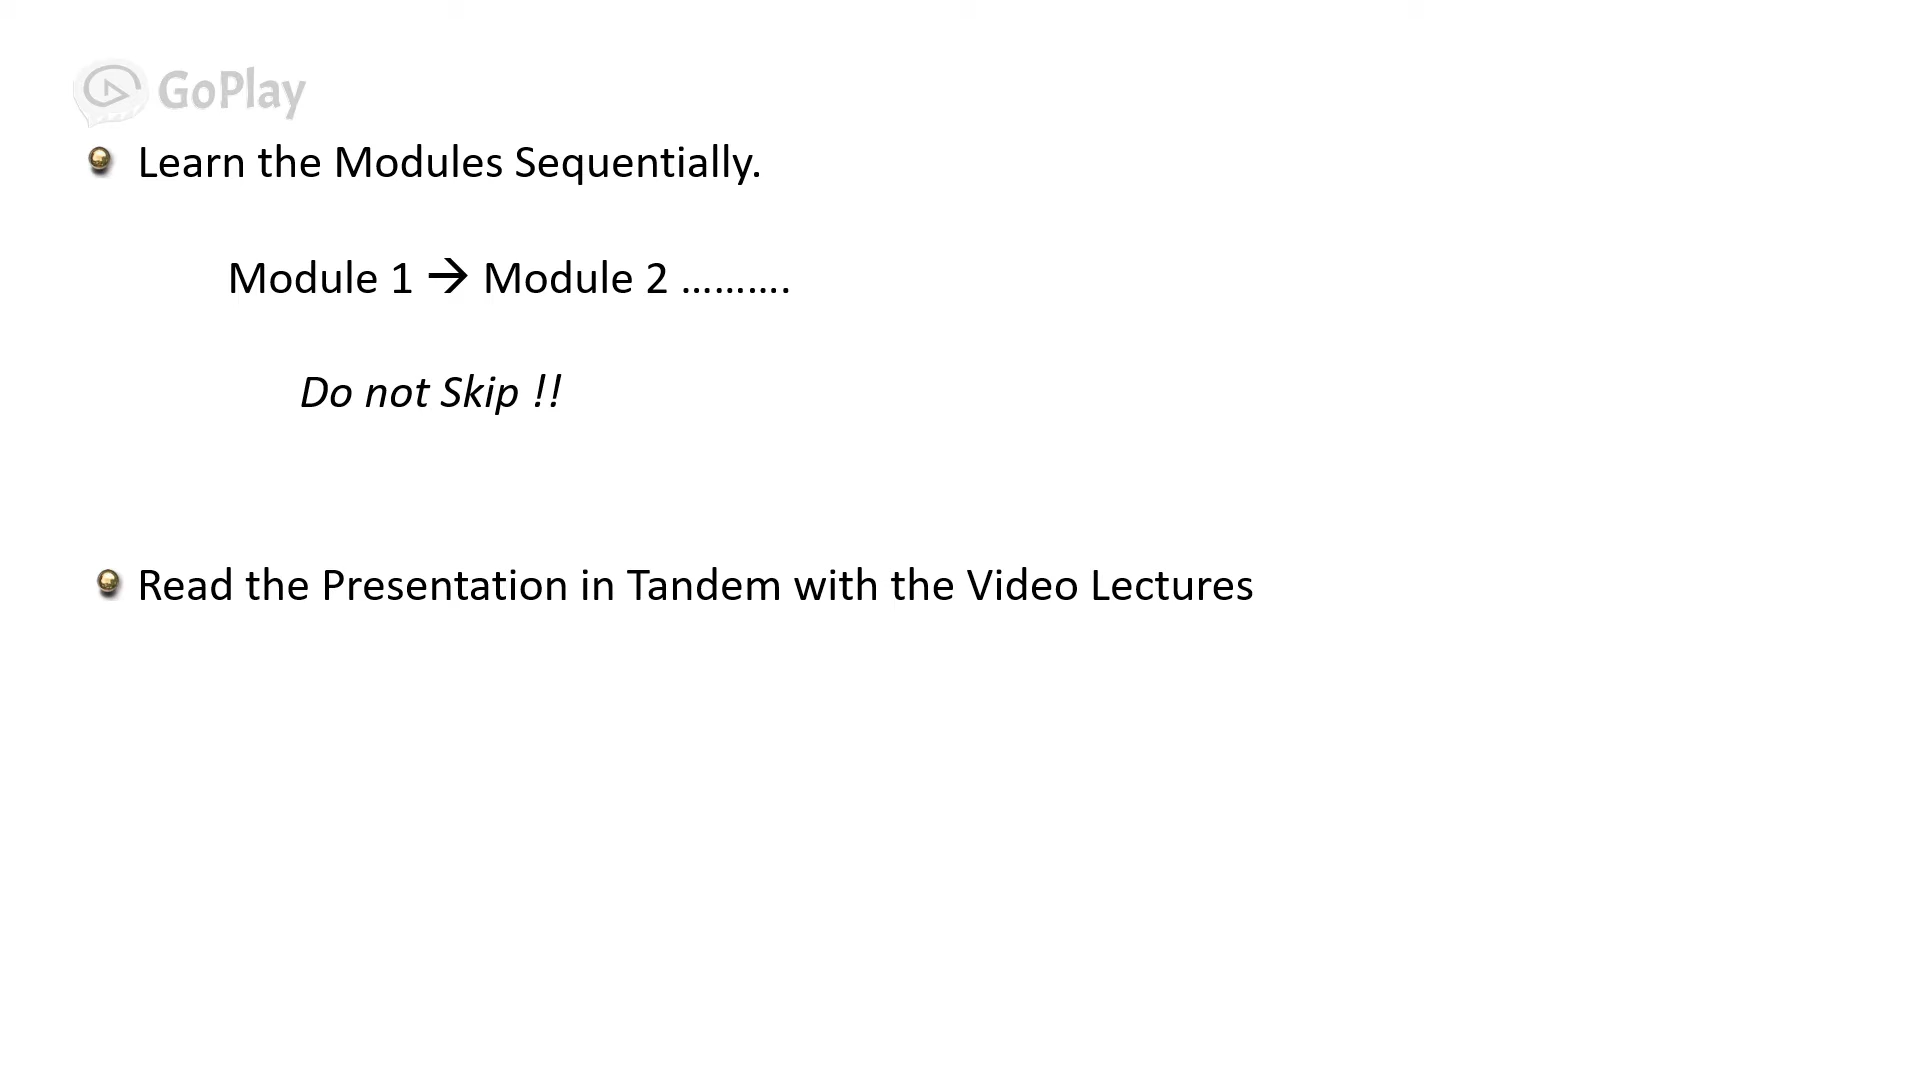 GoPlay
Learn the Modules Sequentially.
Module 1 → Module 2 ……….
Do not Skip !!
Read the Presentation in Tandem with the Video Lectures